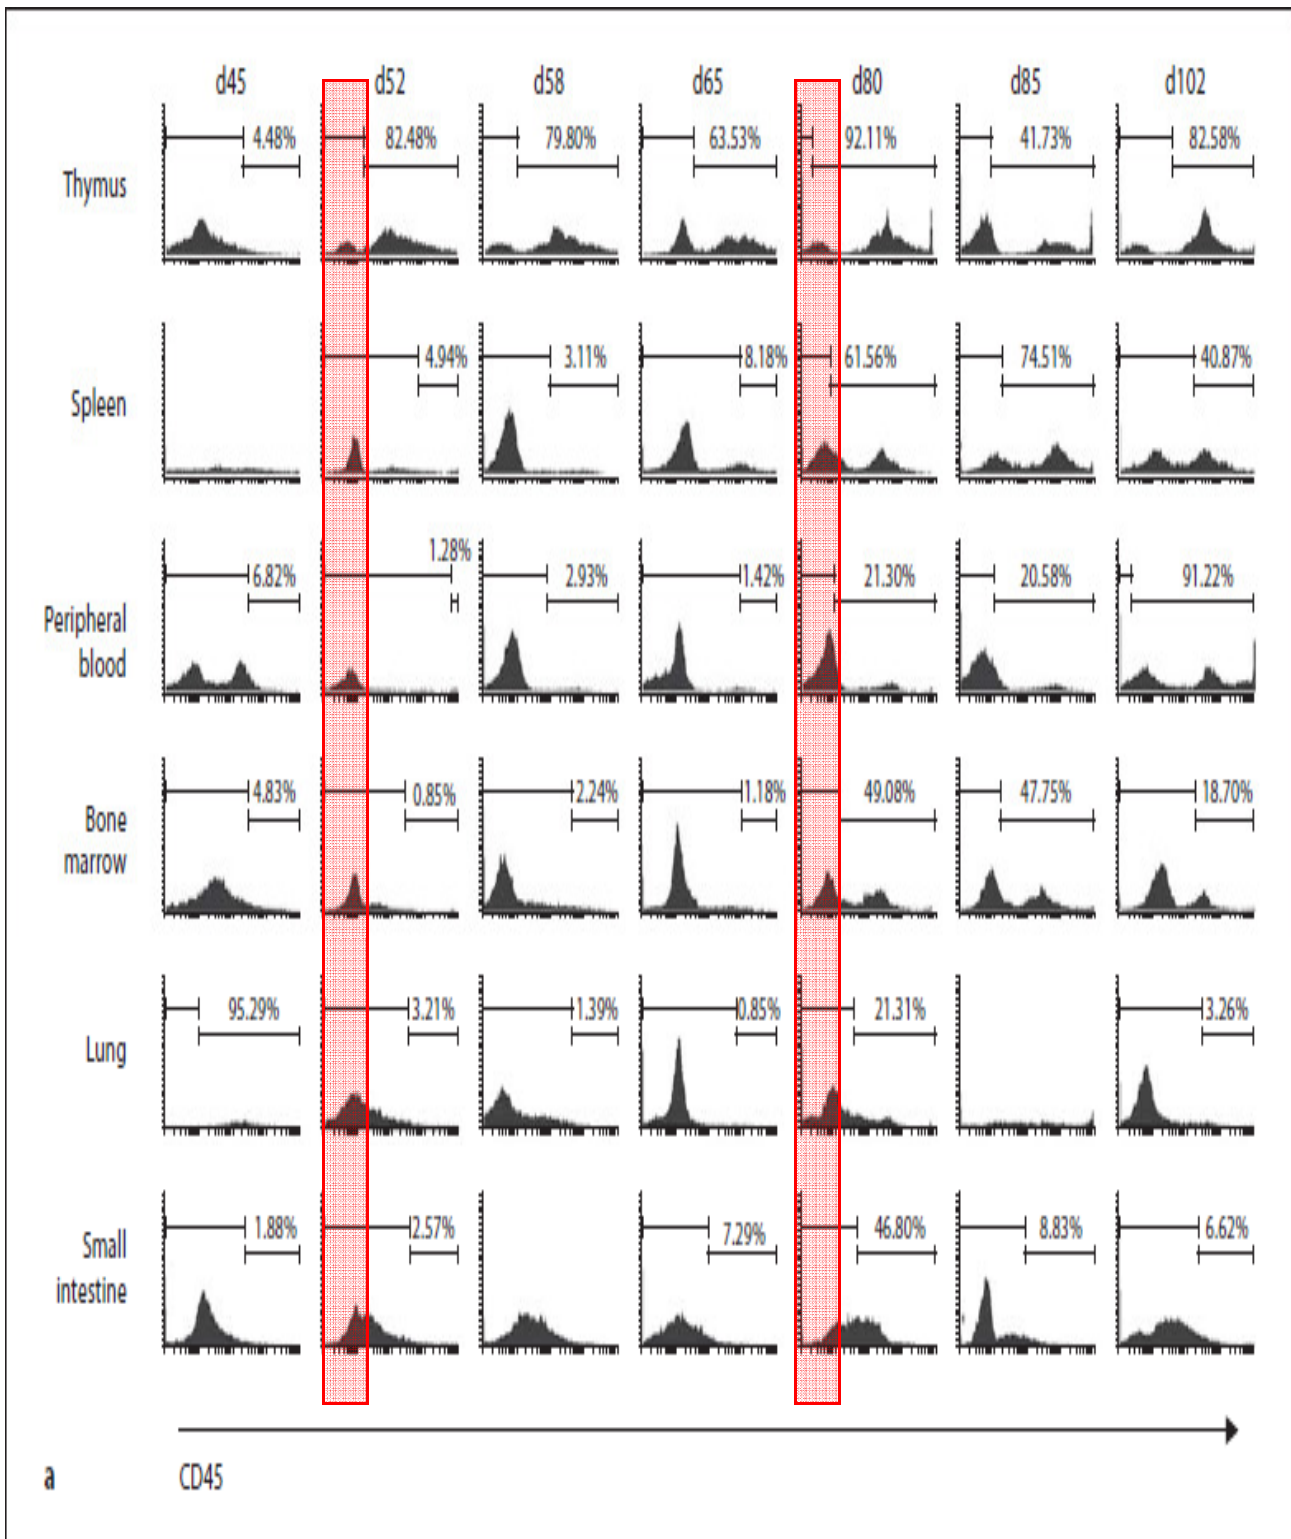 d45 d52 d58 d65 d80 d85 d102
Thymus 4.48% 82.48% 79.80% 63.53% 92.11% 41.73% 82.58%
Spleen 4.94% 3.11% 8.18% 61.56% 74.51% 40.87%
Peripheral
blood 6.82% 1.28% 2.93% 1.42% 21.30% 20.58% 91.22%
Bone
marrow 4.83% 0.85% 2.24% 1.18% 49.08% 47.75% 18.70%
Lung 95.29% 3.21% 1.39% 0.85% 21.31% 3.26%
Small
intestine 1.88% 2.57% 7.29% 46.80% 8.83% 6.62%
a CD45